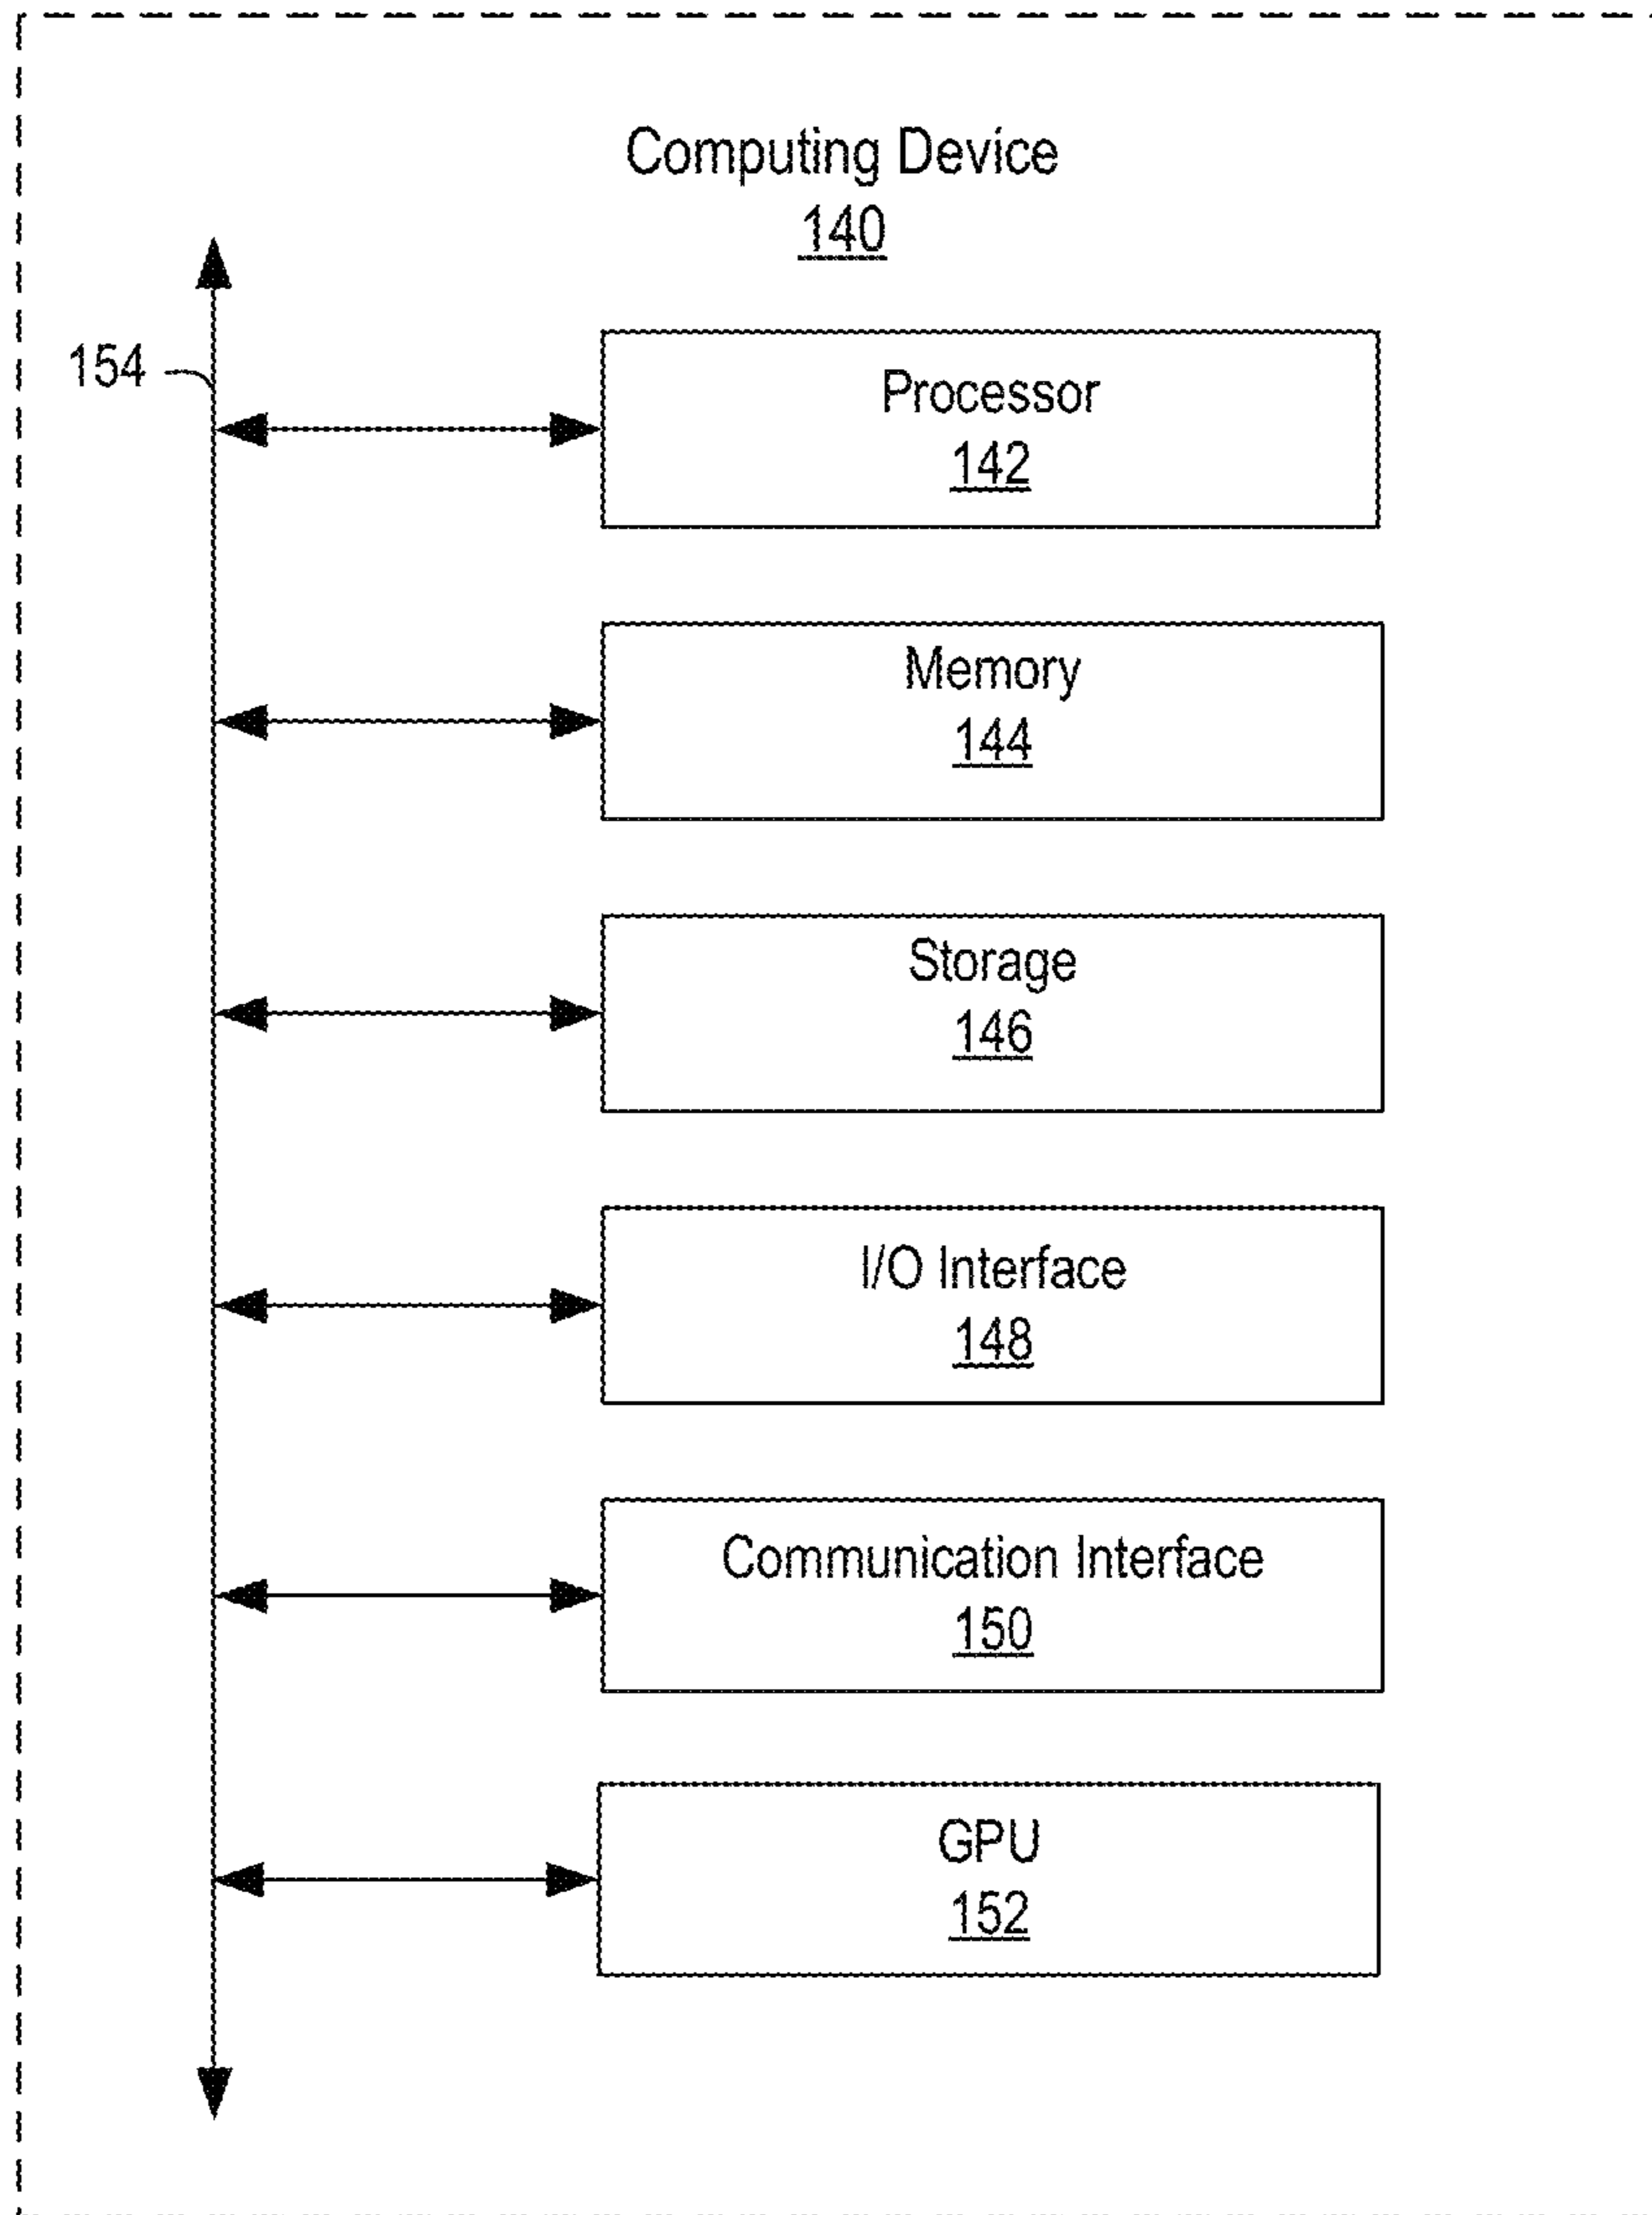 Computing Device
140
154
Processor
142
Memory
144
Storage
146
I/O Interface
148
Communication Interface
150
GPU
152